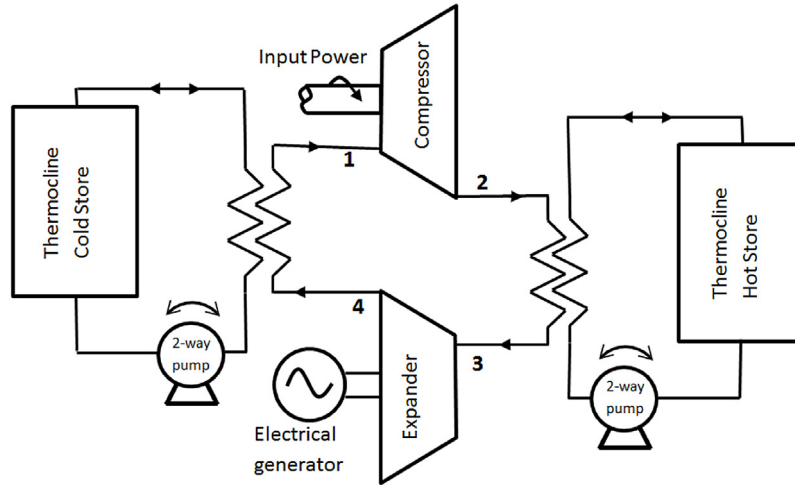 Input Power
Compressor
Thermocline
Cold Store
1
2
Thermocline
Hot Store
4
3
2-way
pump
Expander
2-way
pump
Electrical
generator